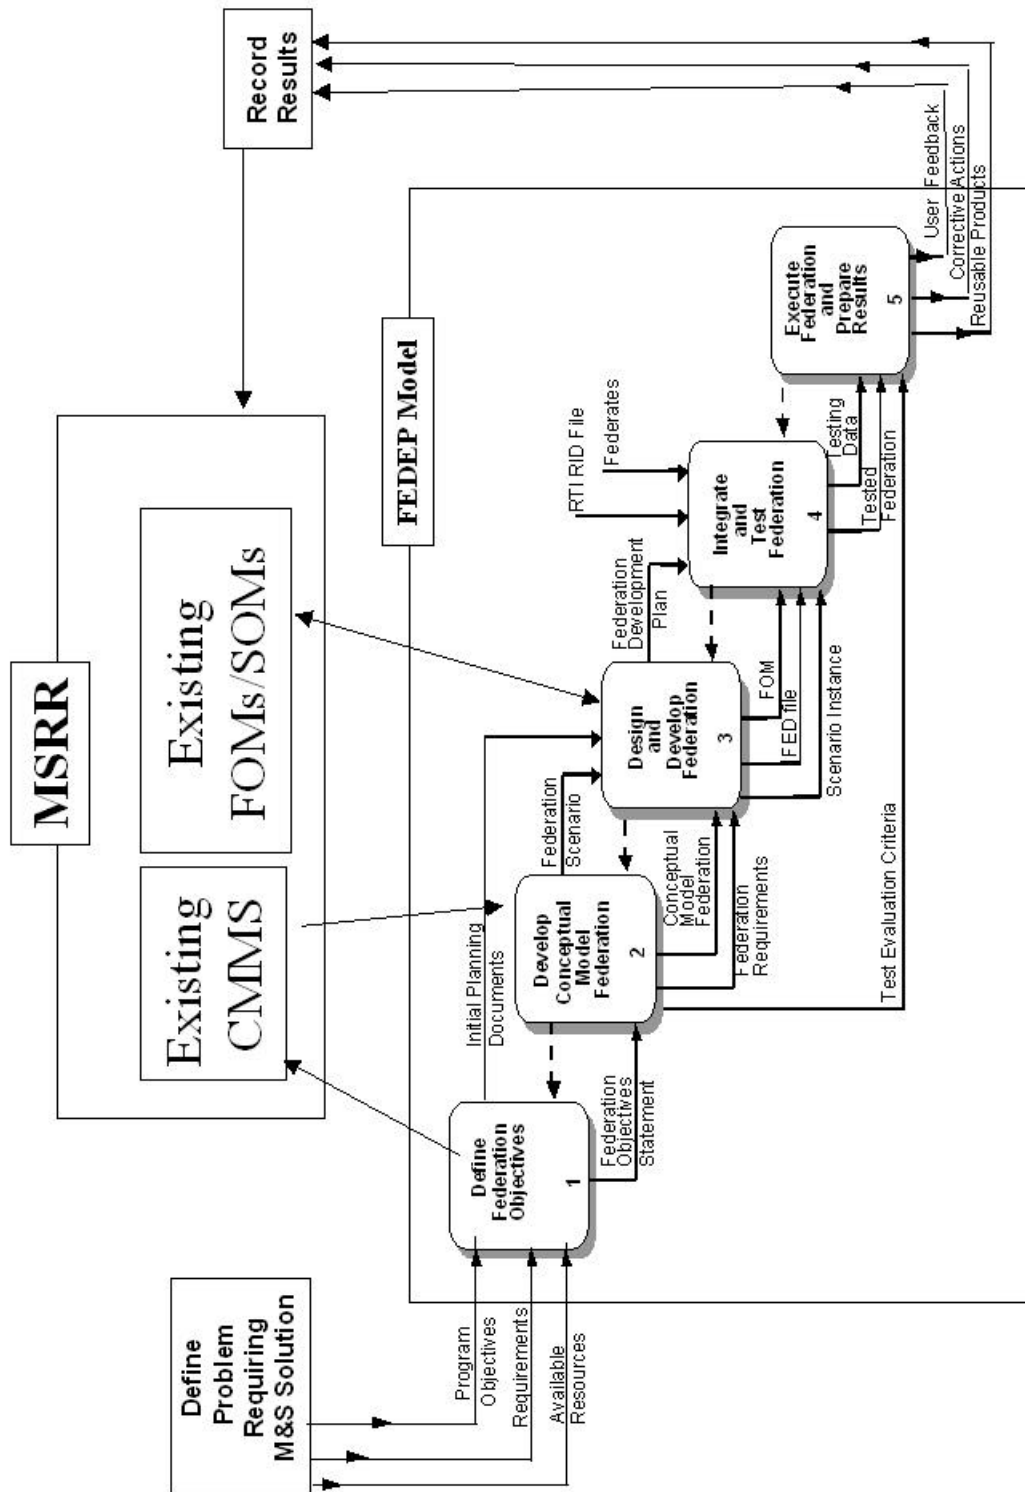 Define
Problem
Requiring
M&S Solution
MSRR
Existing
CMMS
Existing
FOMs/SOMs
Record
Results
FEDEP Model
Program
Objectives
Requirements
Available
Resources
Define
Federation
Objectives
1
Initial Planning
Documents
Federation
Objectives
Statement
Develop
Conceptual
Model
Federation
2
Federation
Scenario
Conceptual
Model
Federation
Federation
Requirements
Test Evaluation Criteria
Design
and
Develop
Federation
3
Federation
Development
Plan
FOM
FED file
Scenario Instance
RTI RID File
Federates
Integrate
and
Test
Federation
4
Testing
Data
Tested
Federation
Execute
Federation
and
Prepare
Results
5
User Feedback
Corrective Actions
Reusable Products